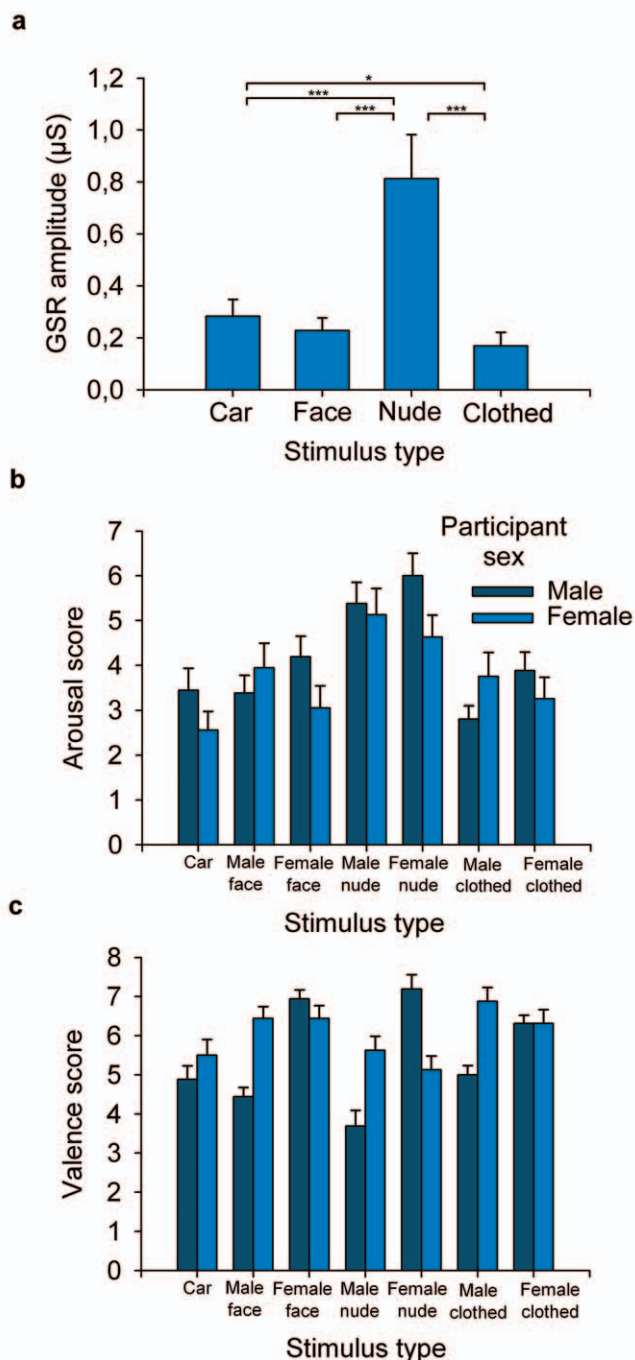 a
1,2
1,0
0,8
0,6
0,4
0,2
0,0
GSR amplitude (µS)
*
***
***
***
Car Face Nude Clothed
Stimulus type
b
7
6
5
4
3
2
1
0
Arousal score
Participant
sex
Male
Female
Car Male face Female face Male nude Female nude Male clothed Female clothed
Stimulus type
c
8
7
6
5
4
3
2
1
0
Valence score
Car Male face Female face Male nude Female nude Male clothed Female clothed
Stimulus type